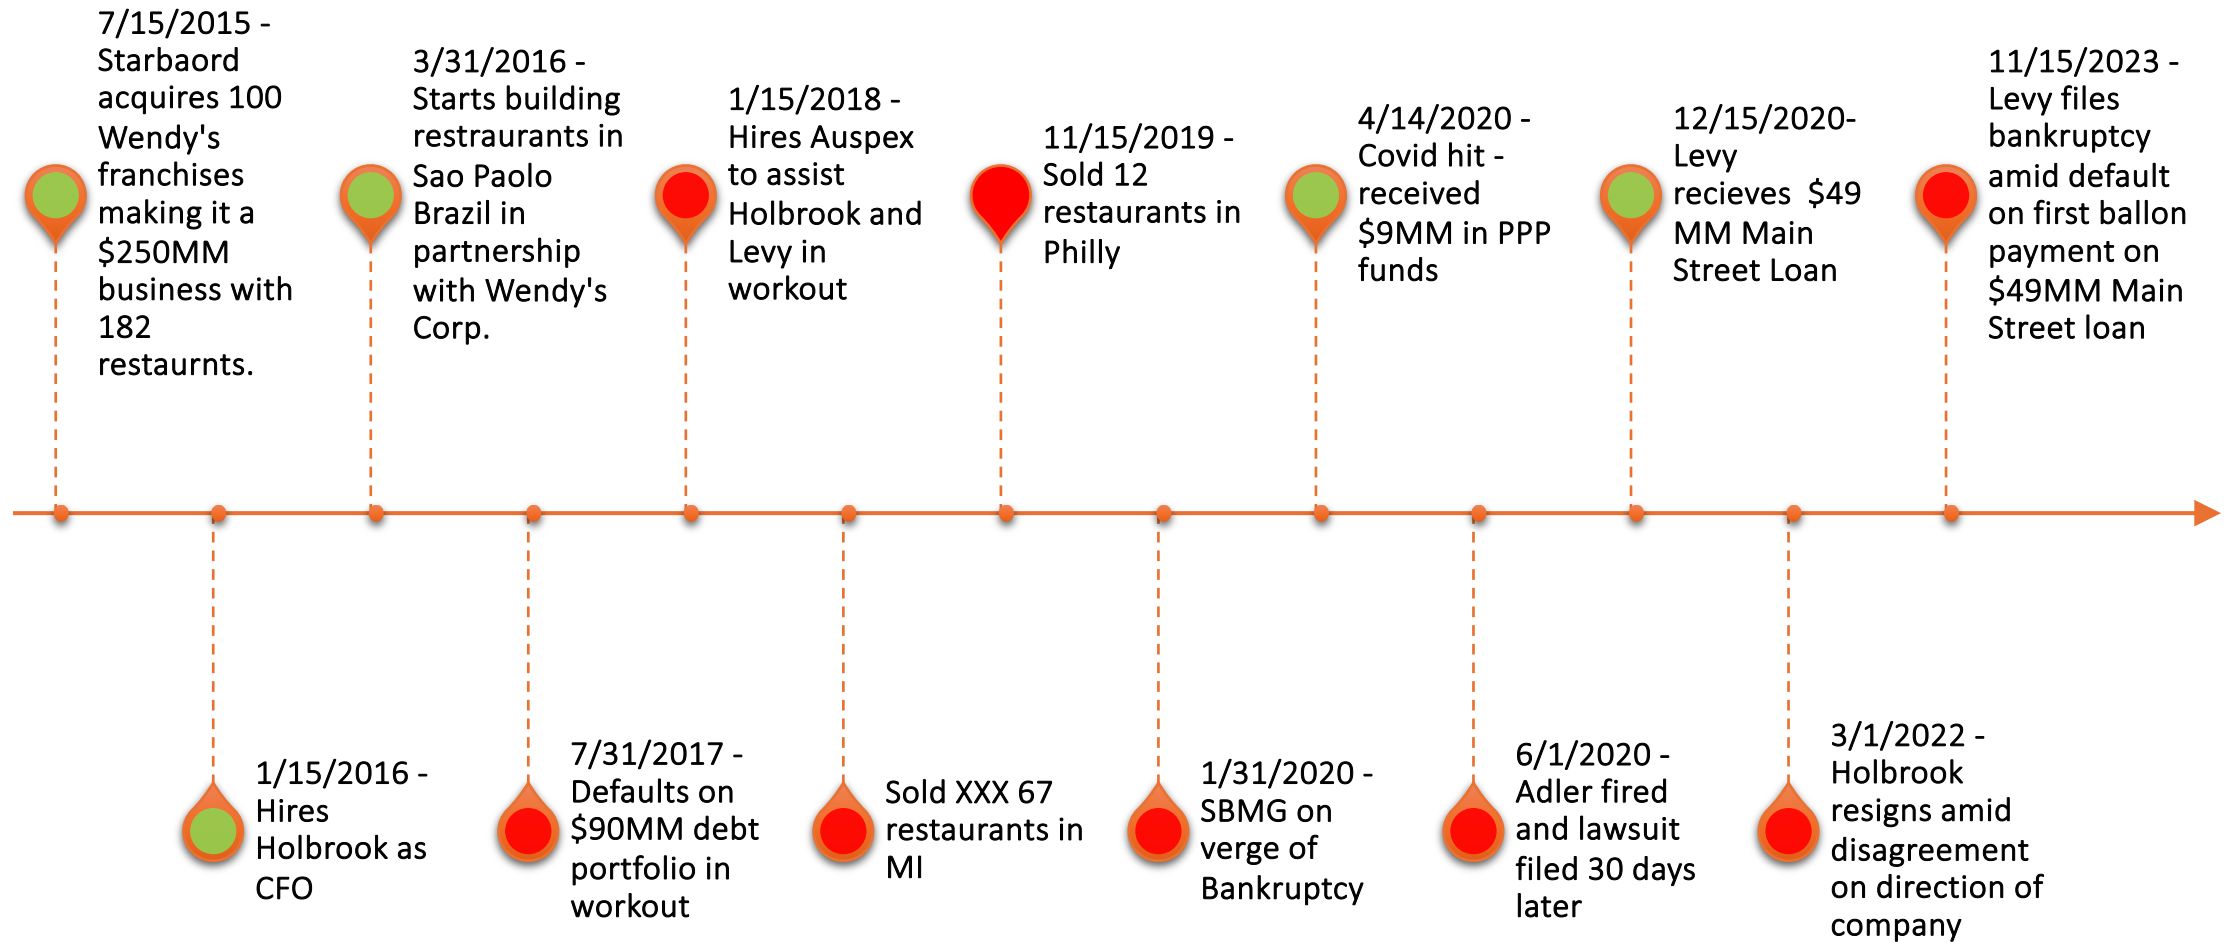 7/15/2015 -
Starbaord
acquires 100
Wendy's
franchises
making it a
$250MM
business with
182
restaurnts.
1/15/2016 -
Hires
Holbrook as
CFO
3/31/2016 -
Starts building
restraurants in
Sao Paolo
Brazil in
partnership
with Wendy's
Corp.
7/31/2017 -
Defaults on
$90MM debt
portfolio in
workout
1/15/2018 -
Hires Auspex
to assist
Holbrook and
Levy in
workout
Sold XXX 67
restaurants in
MI
11/15/2019 -
Sold 12
restaurants in
Philly
1/31/2020 -
SBMG on
verge of
Bankruptcy
4/14/2020 -
Covid hit -
received
$9MM in PPP
funds
6/1/2020 -
Adler fired
and lawsuit
filed 30 days
later
12/15/2020-
Levy
recieves  $49
MM Main
Street Loan
3/1/2022 -
Holbrook
resigns amid
disagreement
on direction of
company
11/15/2023 -
Levy files
bankruptcy
amid default
on first ballon
payment on
$49MM Main
Street loan